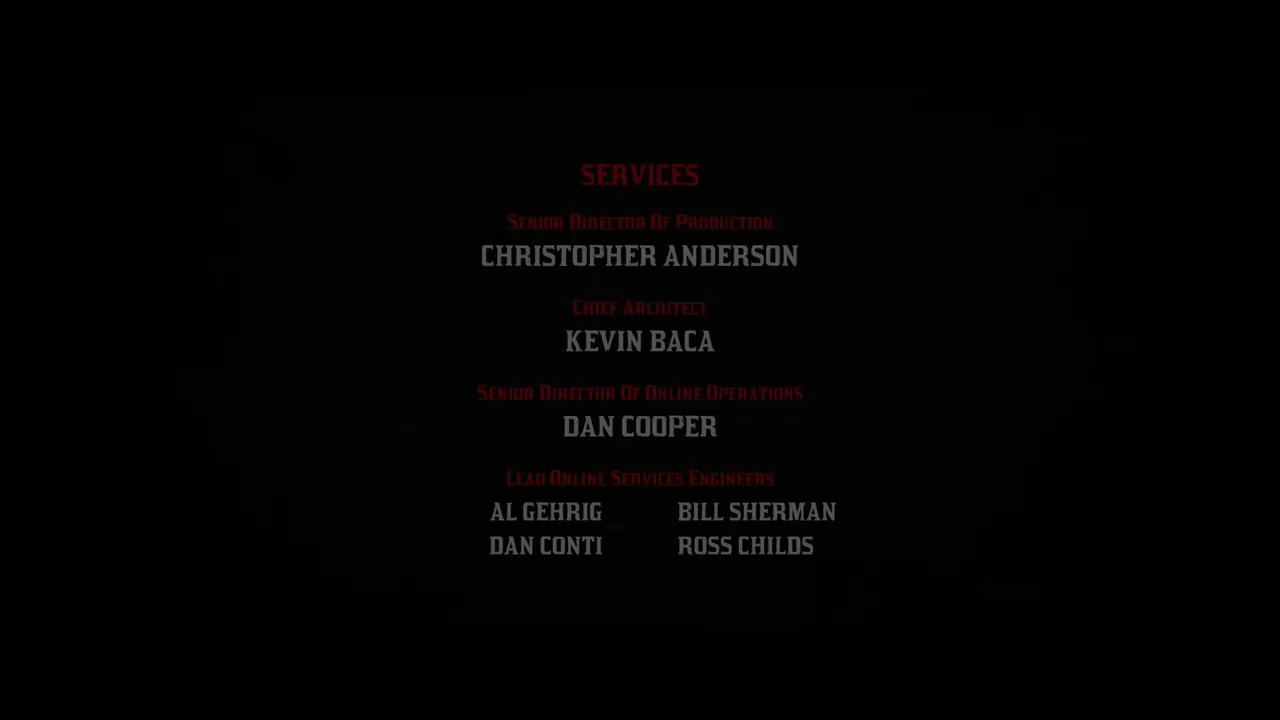 SERVICES
Senior Director Of Production
CHRISTOPHER ANDERSON
Chief Architect
KEVIN BACA
Senior Director Of Online Operations
DAN COOPER
Lead Online Services Engineers
AL GEHRIG BILL SHERMAN
DAN CONTI ROSS CHILDS